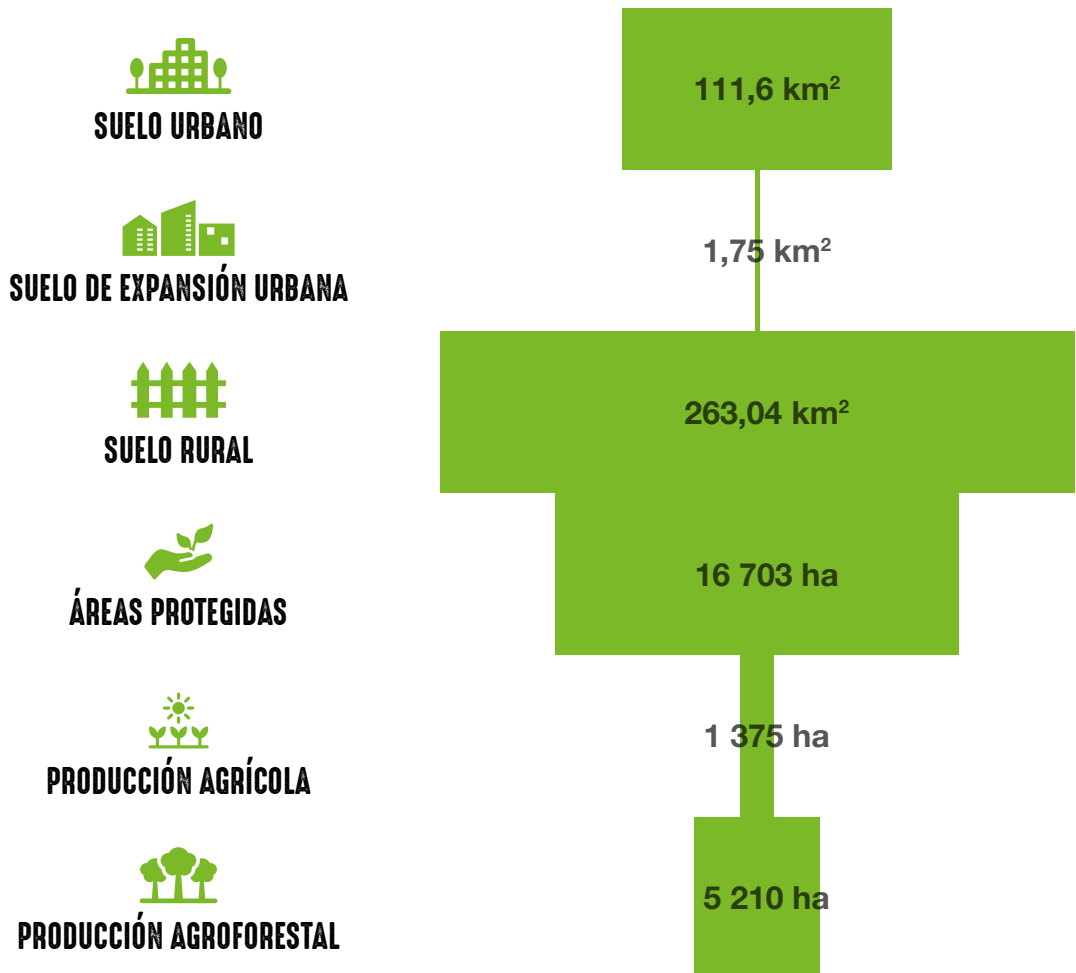 SUELO URBANO
111,6 km²
SUELO DE EXPANSIÓN URBANA
1,75 km²
SUELO RURAL
263,04 km²
ÁREAS PROTEGIDAS
16 703 ha
PRODUCCIÓN AGRÍCOLA
1 375 ha
PRODUCCIÓN AGROFORESTAL
5 210 ha